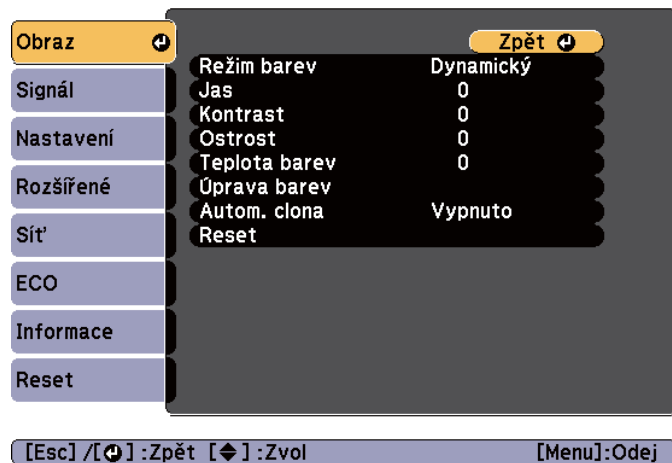 Obraz
Signál
Nastavení
Rozšířené
Síť
ECO
Informace
Reset
Zpět
Režim barev Dynamický
Jas 0
Kontrast 0
Ostrost 0
Teplota barev 0
Úprava barev
Autom. clona Vypnuto
Reset
[Esc] /[ ] :Zpět [ ] :Zvol [Menu]:Odej